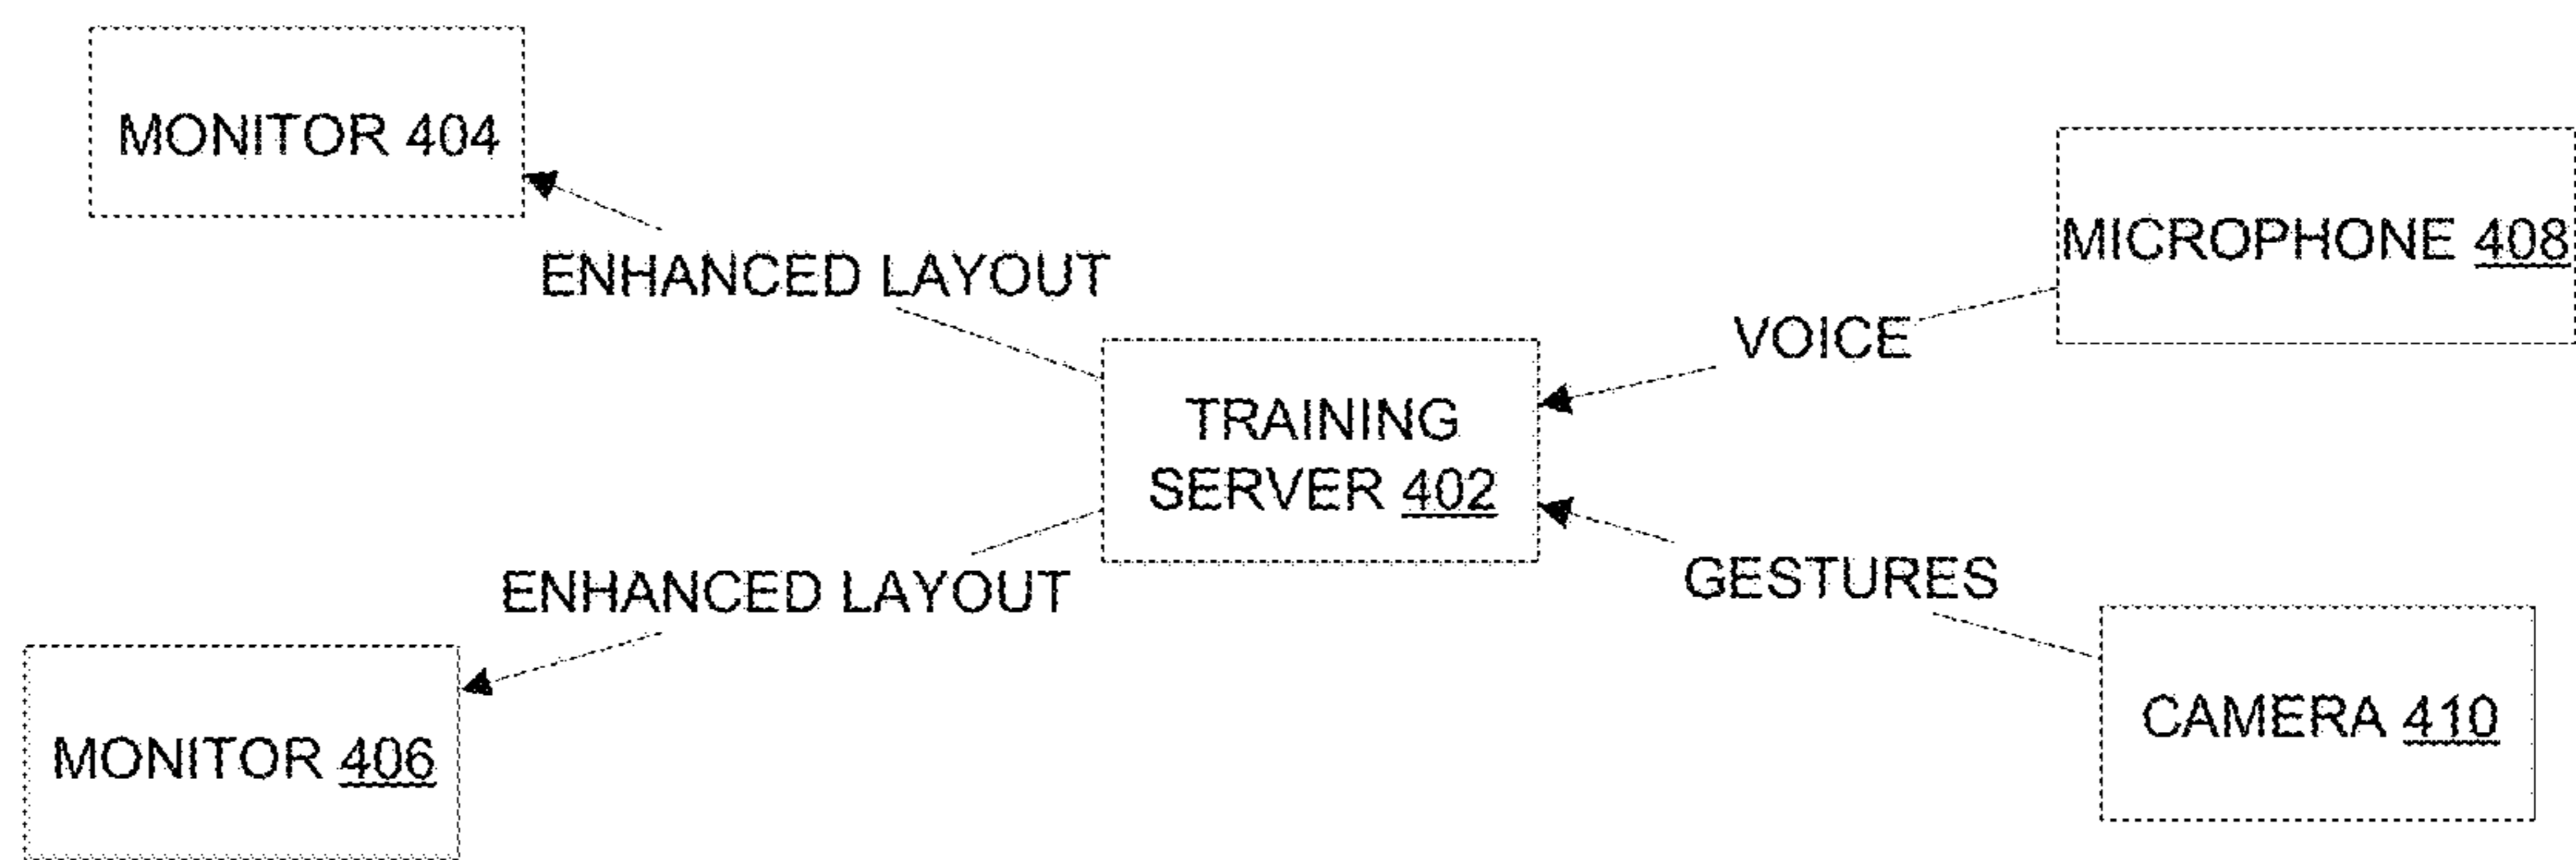 MONITOR 404
MICROPHONE 408
ENHANCED LAYOUT
VOICE
TRAINING
SERVER 402
ENHANCED LAYOUT
GESTURES
MONITOR 406
CAMERA 410